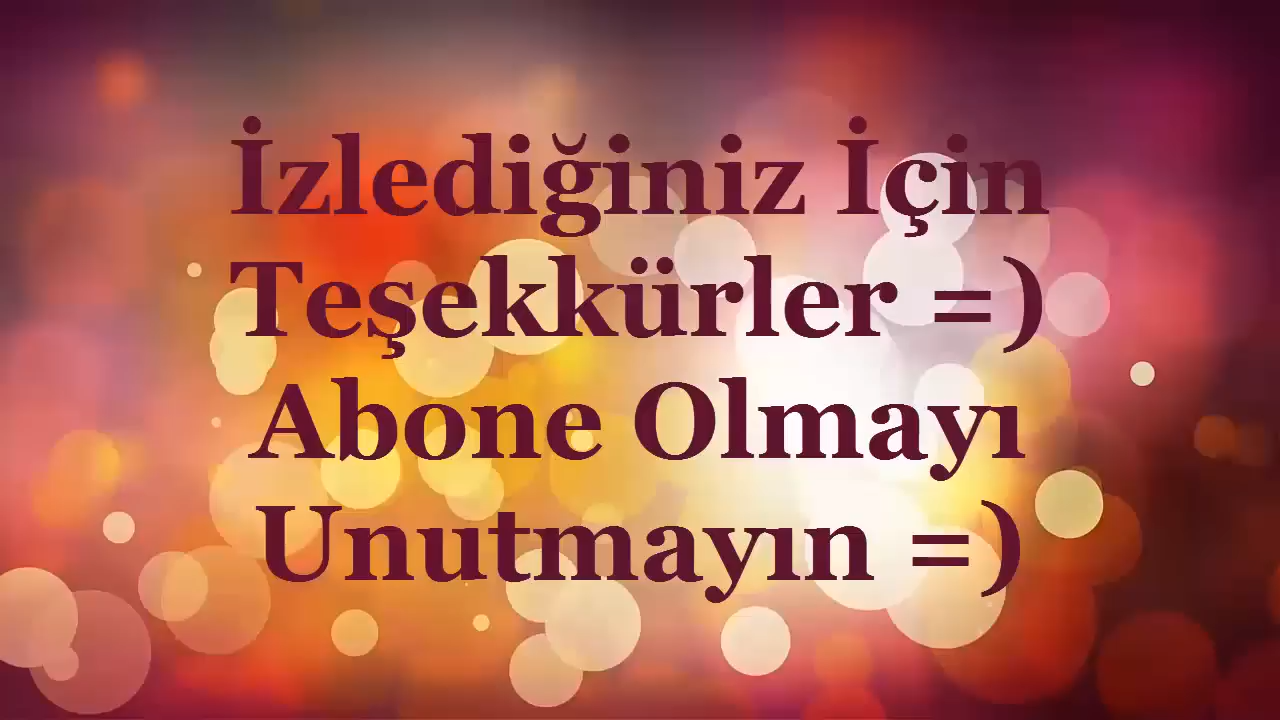 İzlediğiniz İçin
Teşekkürler =)
Abone Olmayı
Unutmayın =)